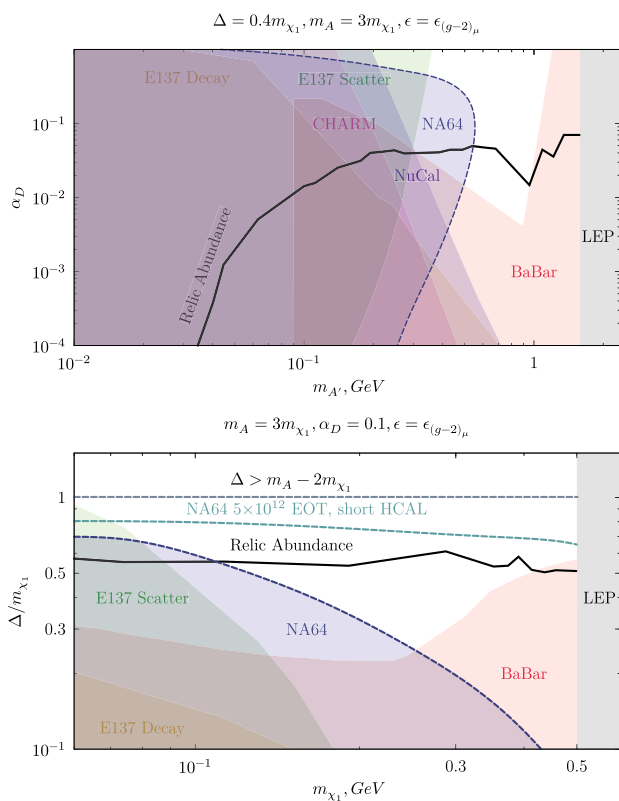 Δ = 0.4m_{χ₁}, m_A = 3m_{χ₁}, ϵ = ϵ_{(g−2)_μ}
E137 Decay
E137 Scatter
CHARM
NA64
NuCal
Relic Abundance
BaBar
LEP
α_D
10⁻¹
10⁻²
10⁻³
10⁻⁴
10⁻² 10⁻¹ 1
m_{A′}, GeV
m_A = 3m_{χ₁}, α_D = 0.1, ϵ = ϵ_{(g−2)_μ}
Δ > m_A − 2m_{χ₁}
NA64 5×10¹² EOT, short HCAL
Relic Abundance
E137 Scatter
NA64
BaBar
E137 Decay
LEP
Δ/m_{χ₁}
1
0.5
0.3
10⁻¹
10⁻¹ 0.3 0.5
m_{χ₁}, GeV